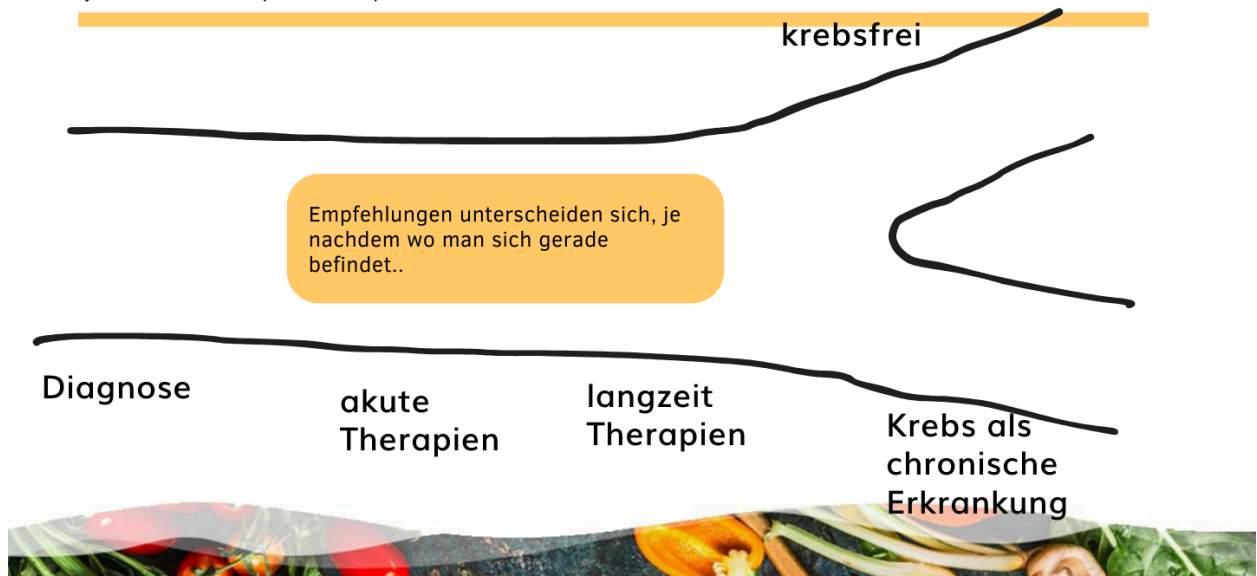 krebsfrei
Empfehlungen unterscheiden sich, je
nachdem wo man sich gerade
befindet..
Diagnose
akute
Therapien
langzeit
Therapien
Krebs als
chronische
Erkrankung